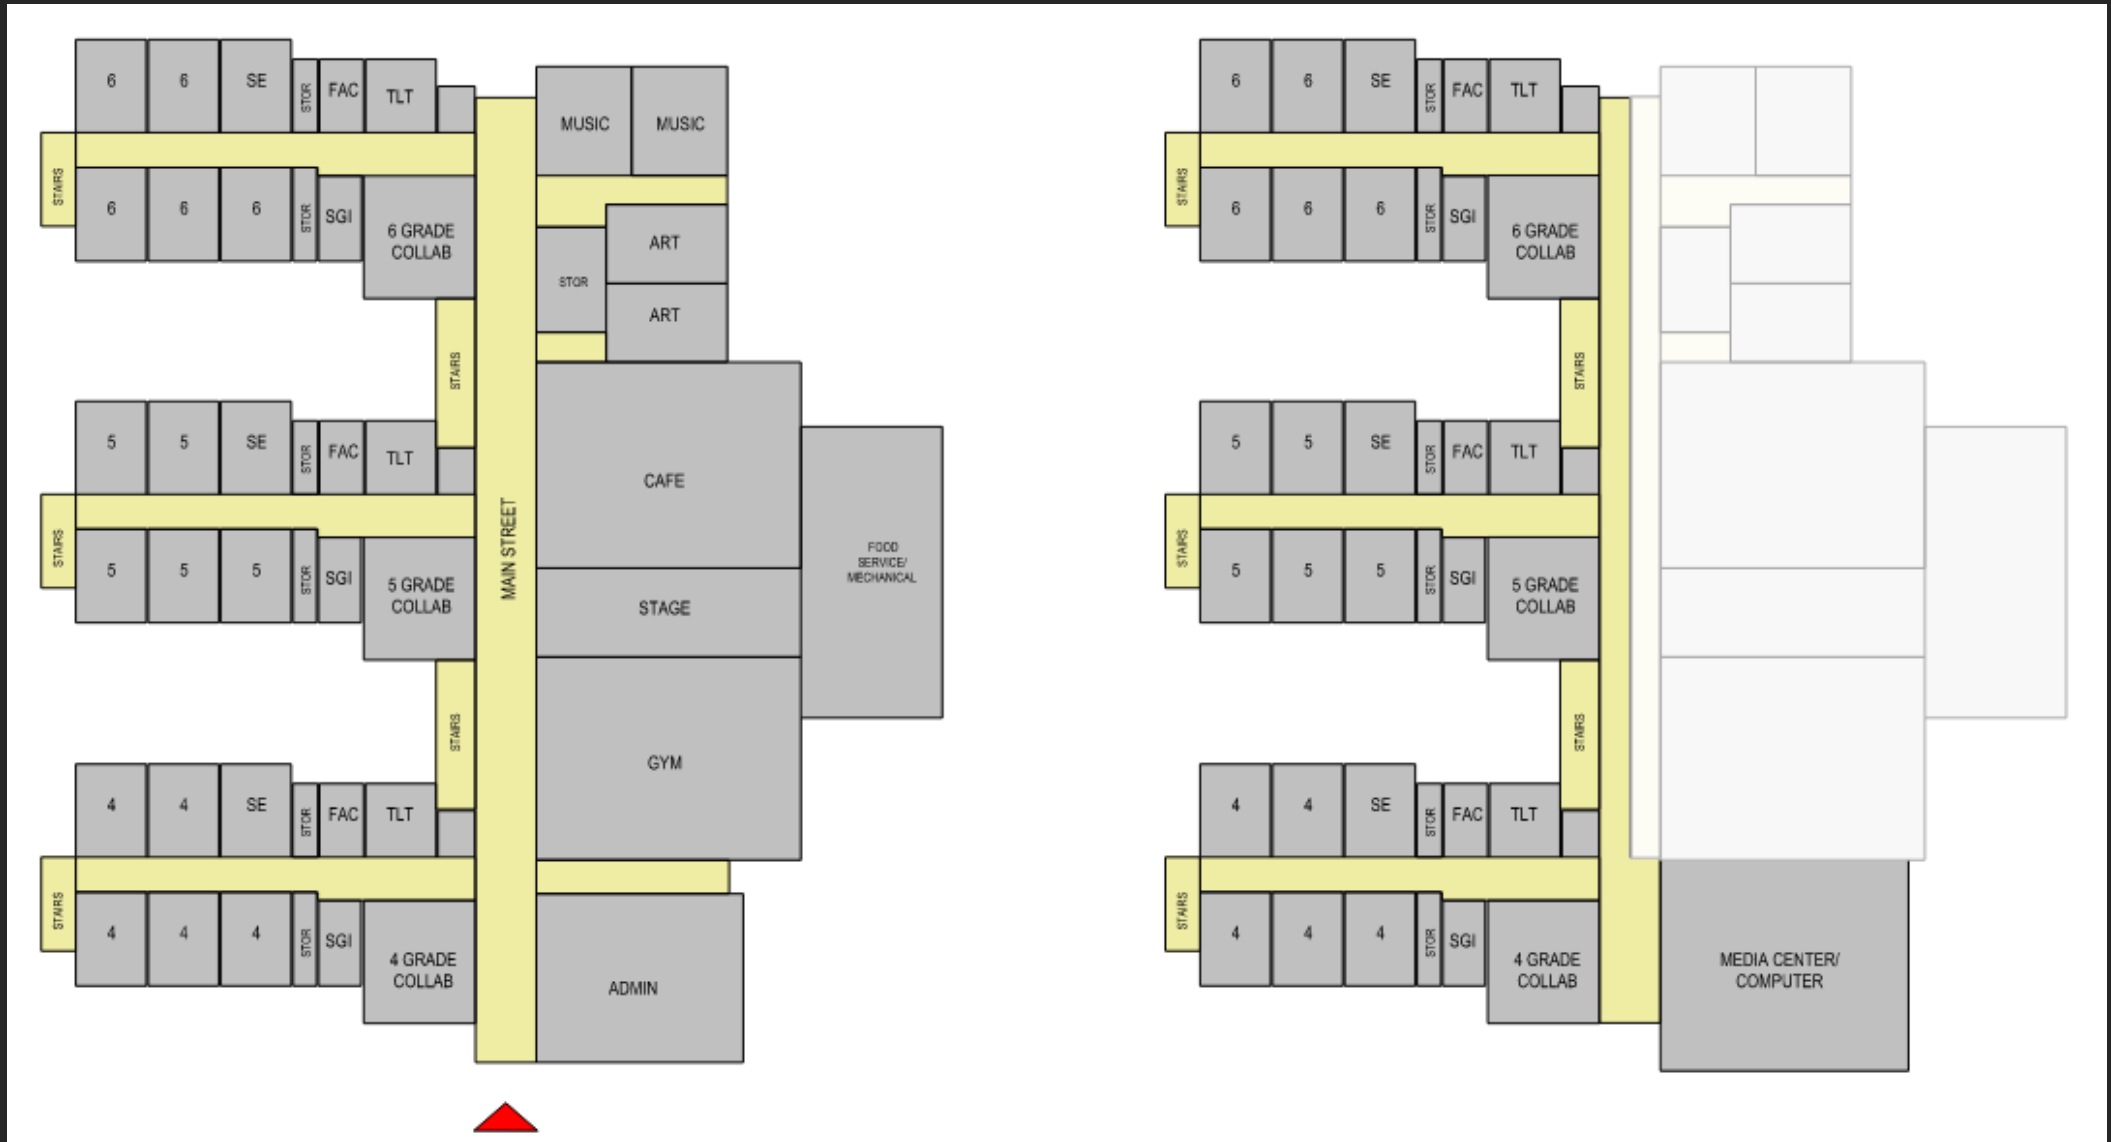 6 6 SE STOR FAC TLT
MUSIC MUSIC
STAIRS
6 6 6 STOR SGI
6 GRADE
COLLAB
ART
STOR
ART
STAIRS
5 5 SE STOR FAC TLT
CAFE
STAIRS
MAIN STREET
5 5 5 STOR SGI
5 GRADE
COLLAB
FOOD
SERVICE/
MECHANICAL
STAGE
STAIRS
GYM
4 4 SE STOR FAC TLT
STAIRS
4 4 4 STOR SGI
4 GRADE
COLLAB
ADMIN
6 6 SE STOR FAC TLT
STAIRS
6 6 6 STOR SGI
6 GRADE
COLLAB
STAIRS
5 5 SE STOR FAC TLT
STAIRS
5 5 5 STOR SGI
5 GRADE
COLLAB
STAIRS
4 4 SE STOR FAC TLT
STAIRS
4 4 4 STOR SGI
4 GRADE
COLLAB
MEDIA CENTER/
COMPUTER